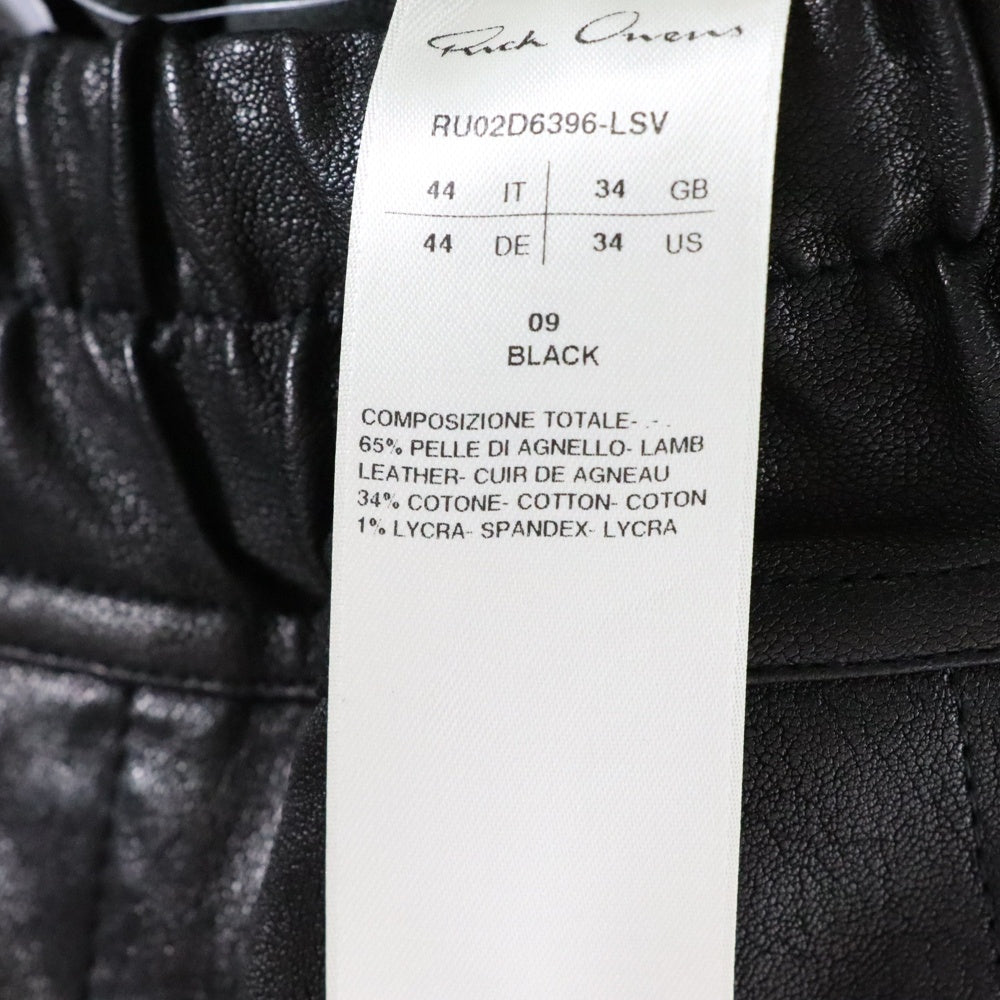 Rick Owens
RU02D6396-LSV
44 IT 34 GB
44 DE 34 US
09
BLACK
COMPOSIZIONE TOTALE- .- .
65% PELLE DI AGNELLO- LAMB
LEATHER- CUIR DE AGNEAU
34% COTONE- COTTON- COTON
1% LYCRA- SPANDEX- LYCRA